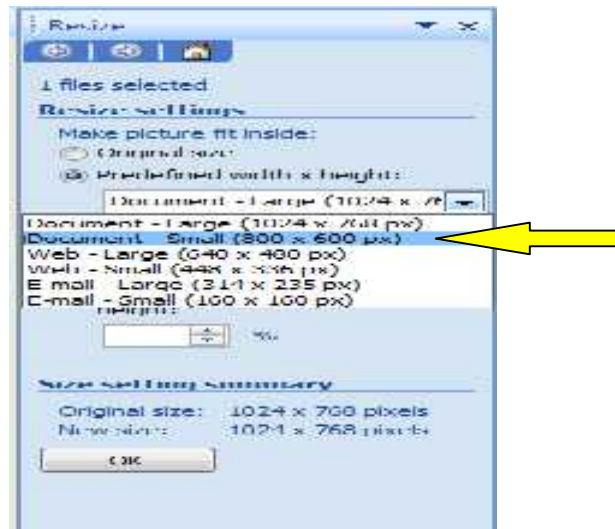 Resize
1 files selected
Resize settings
Make picture fit inside:
Original size
Predefined width x height:
Document - Large (1024 x 76
Document - Large (1024 x 768 px)
Document - Small (800 x 600 px)
Web - Large (640 x 480 px)
Web - Small (448 x 336 px)
E-mail - Large (314 x 235 px)
E-mail - Small (160 x 160 px)
height:
%
Size setting summary
Original size: 1024 x 768 pixels
New size: 1024 x 768 pixels
OK